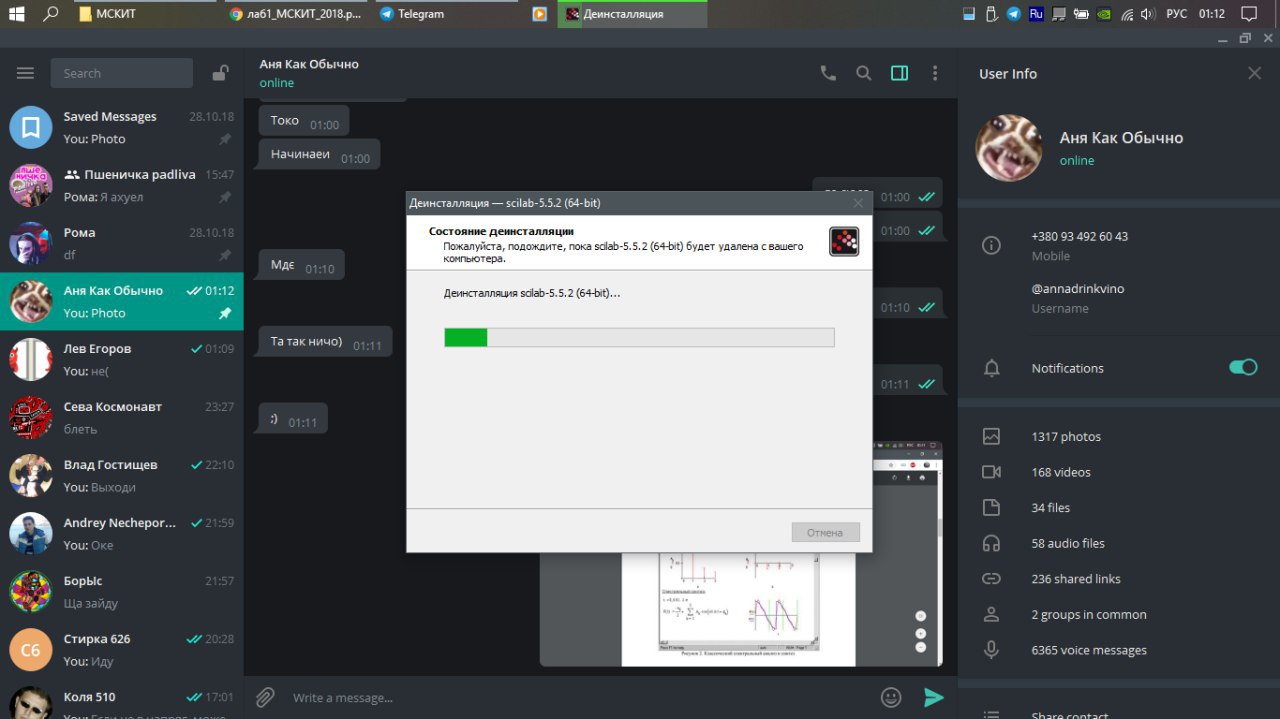 МСКИТ
лаб1_МСКИТ_2018.p...
Telegram
Деинсталляция
Ru
РУС
01:12
Search
Saved Messages 28.10.18
You: Photo
Пшеничка padliva 15:47
Рома: Я ахуел
Рома 28.10.18
df
Аня Как Обычно 01:12
You: Photo
Лев Егоров 01:09
You: не(
Сева Космонавт 23:27
блеть
Влад Гостищев 22:10
You: Выходи
Andrey Nechepor... 21:59
You: Оке
БорЫс 21:57
Ща зайду
С6
Стирка 626 20:28
You: Иду
Коля 510 17:01
Аня Как Обычно
online
Токо 01:00
Начинаеи 01:00
01:00
01:00
Мдє 01:10
01:10
Та так ничо) 01:11
01:11
:) 01:11
Write a message...
Деинсталляция — scilab-5.5.2 (64-bit)
Состояние деинсталляции
Пожалуйста, подождите, пока scilab-5.5.2 (64-bit) будет удалена с вашего
компьютера.
Деинсталляция scilab-5.5.2 (64-bit)...
Отмена
User Info
Аня Как Обычно
online
+380 93 492 60 43
Mobile
@annadrinkvino
Username
Notifications
1317 photos
168 videos
34 files
58 audio files
236 shared links
2 groups in common
6365 voice messages
Share contact